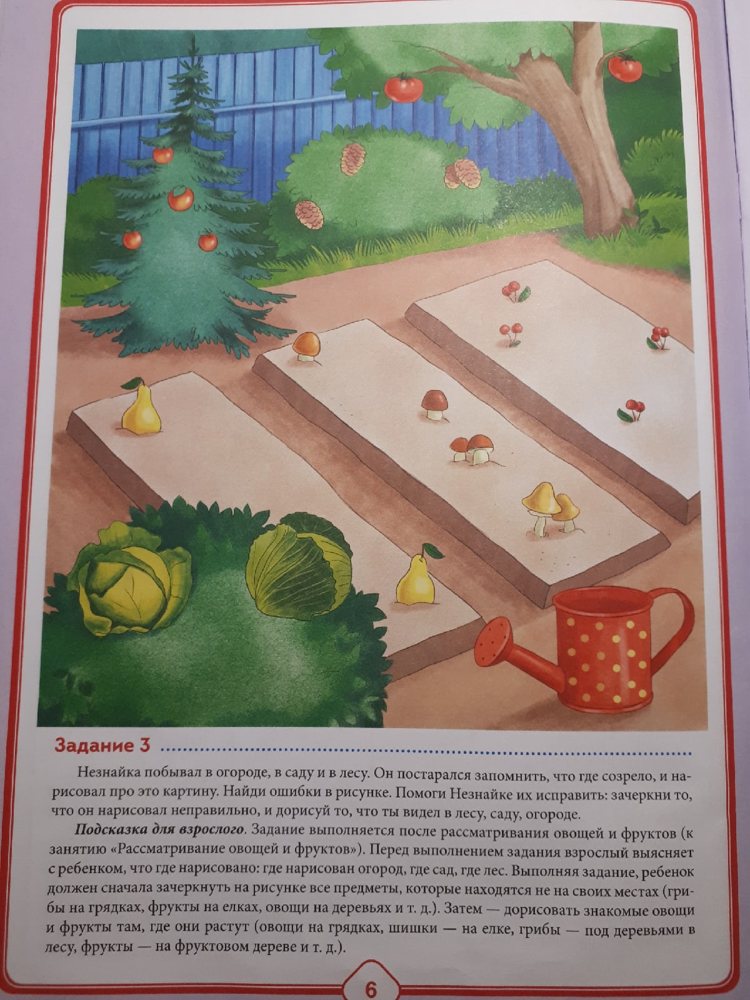 Задание 3
Незнайка побывал в огороде, в саду и в лесу. Он постарался запомнить, что где созрело, и на-
рисовал про это картину. Найди ошибки в рисунке. Помоги Незнайке их исправить: зачеркни то,
что он нарисовал неправильно, и дорисуй то, что ты видел в лесу, саду, огороде.
Подсказка для взрослого. Задание выполняется после рассматривания овощей и фруктов (к
занятию «Рассматривание овощей и фруктов»). Перед выполнением задания взрослый выясняет
с ребенком, что где нарисовано: где нарисован огород, где сад, где лес. Выполняя задание, ребенок
должен сначала зачеркнуть на рисунке все предметы, которые находятся не на своих местах (гри-
бы на грядках, фрукты на елках, овощи на деревьях и т. д.). Затем — дорисовать знакомые овощи
и фрукты там, где они растут (овощи на грядках, шишки — на елке, грибы — под деревьями в
лесу, фрукты — на фруктовом дереве и т. д.).
6